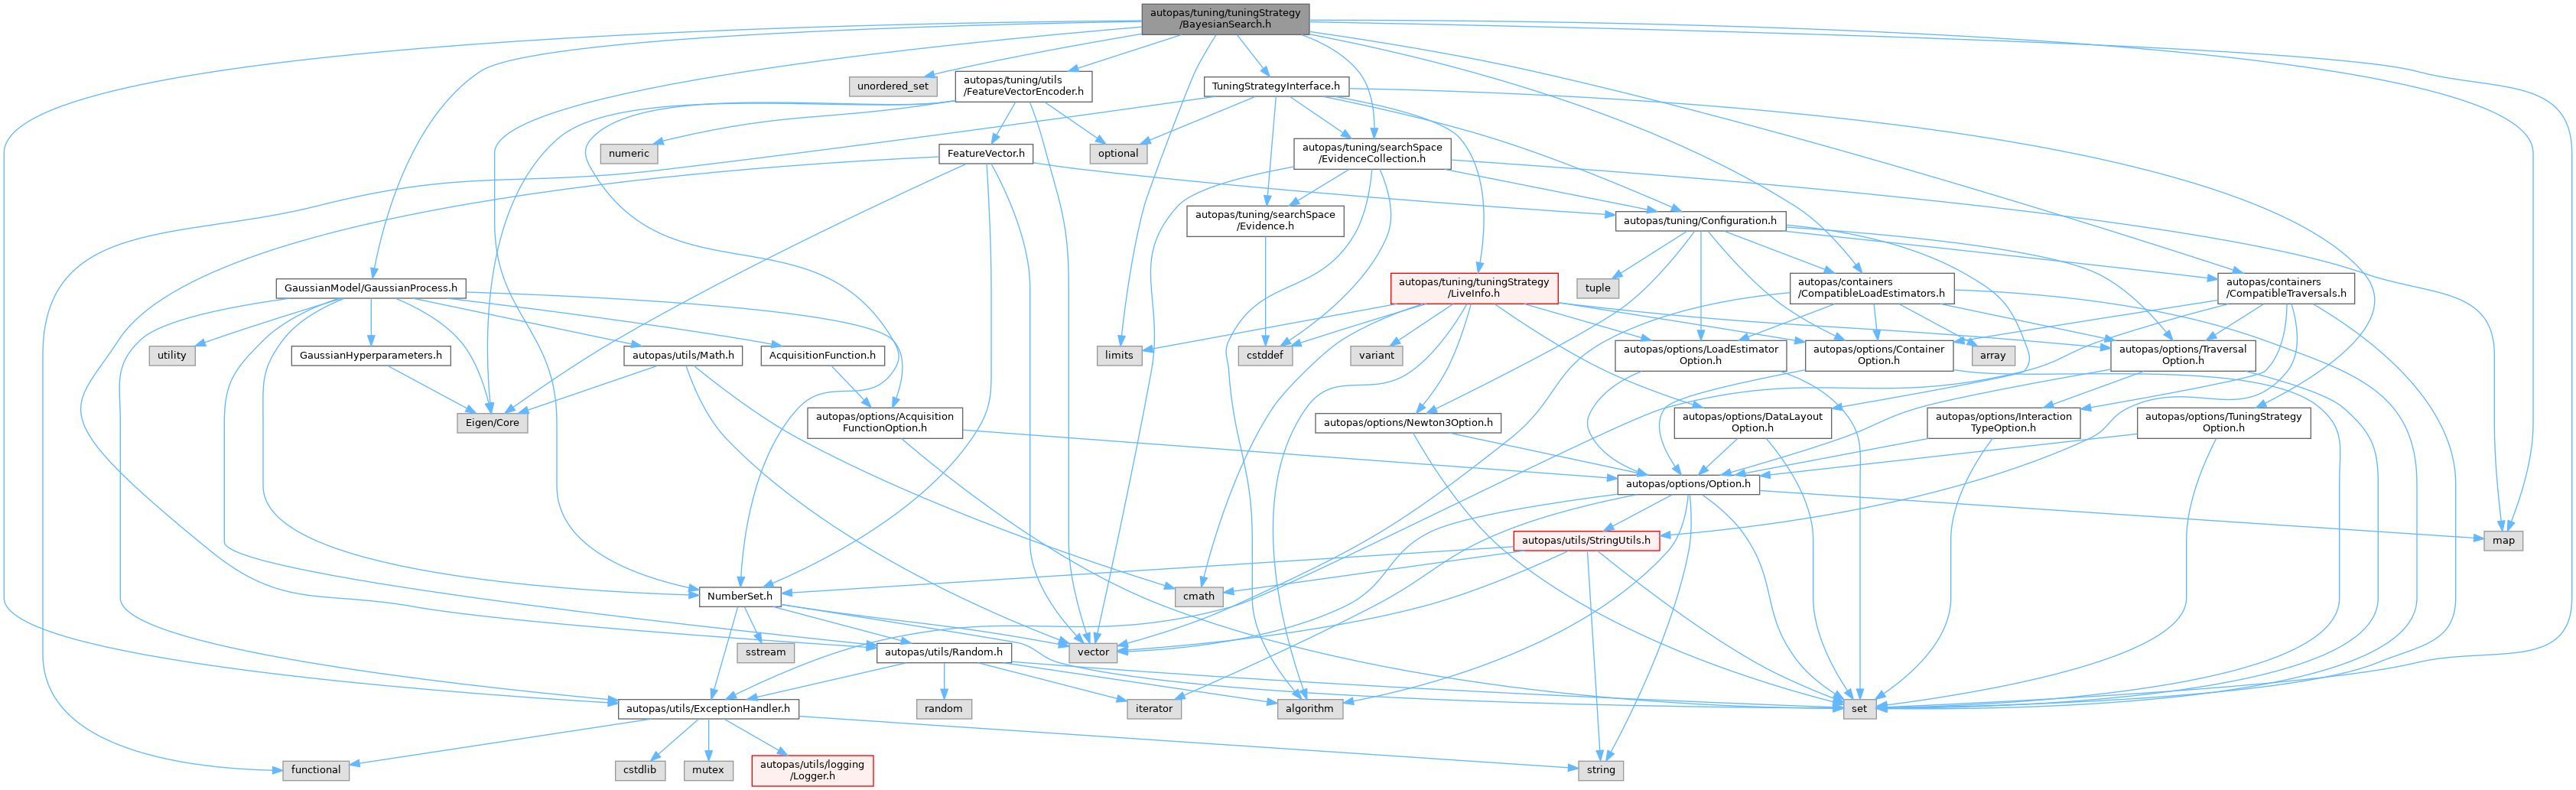 autopas/tuning/tuningStrategy
/BayesianSearch.h
unordered_set
autopas/tuning/utils
/FeatureVectorEncoder.h
TuningStrategyInterface.h
numeric
FeatureVector.h
optional
autopas/tuning/searchSpace
/EvidenceCollection.h
autopas/tuning/searchSpace
/Evidence.h
autopas/tuning/Configuration.h
GaussianModel/GaussianProcess.h
autopas/tuning/tuningStrategy
/LiveInfo.h
tuple
autopas/containers
/CompatibleLoadEstimators.h
autopas/containers
/CompatibleTraversals.h
utility
GaussianHyperparameters.h
autopas/utils/Math.h
AcquisitionFunction.h
limits
cstddef
variant
autopas/options/LoadEstimator
Option.h
autopas/options/Container
Option.h
array
autopas/options/Traversal
Option.h
Eigen/Core
autopas/options/Acquisition
FunctionOption.h
autopas/options/Newton3Option.h
autopas/options/DataLayout
Option.h
autopas/options/Interaction
TypeOption.h
autopas/options/TuningStrategy
Option.h
autopas/options/Option.h
autopas/utils/StringUtils.h
map
NumberSet.h
cmath
sstream
autopas/utils/Random.h
vector
autopas/utils/ExceptionHandler.h
random
iterator
algorithm
set
functional
cstdlib
mutex
autopas/utils/logging
/Logger.h
string